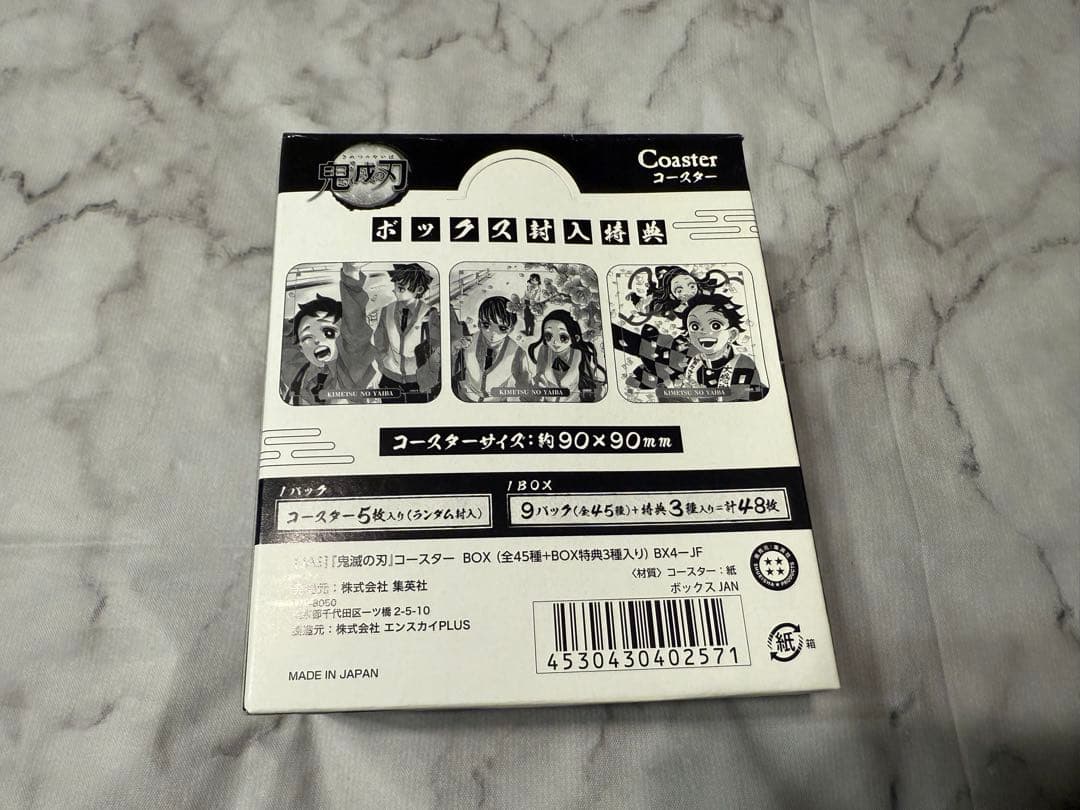 きめつのやいば
鬼滅の刃
Coaster
コースター
ボックス封入特典
KIMETSU NO YAIBA
KIMETSU NO YAIBA
KIMETSU NO YAIBA
コースターサイズ:約90×90mm
1パック
コースター5枚入り(ランダム封入)
1BOX
9パック(全45種)+特典3種入り=計48枚
『鬼滅の刃』コースター BOX (全45種+BOX特典3種入り) BX4ーJF
〈材質〉コースター:紙
元:株式会社 集英社
-8050
京都千代田区一ツ橋 2-5-10
製造元:株式会社 エンスカイPLUS
ボックス JAN
4530430402571
紙
箱
MADE IN JAPAN